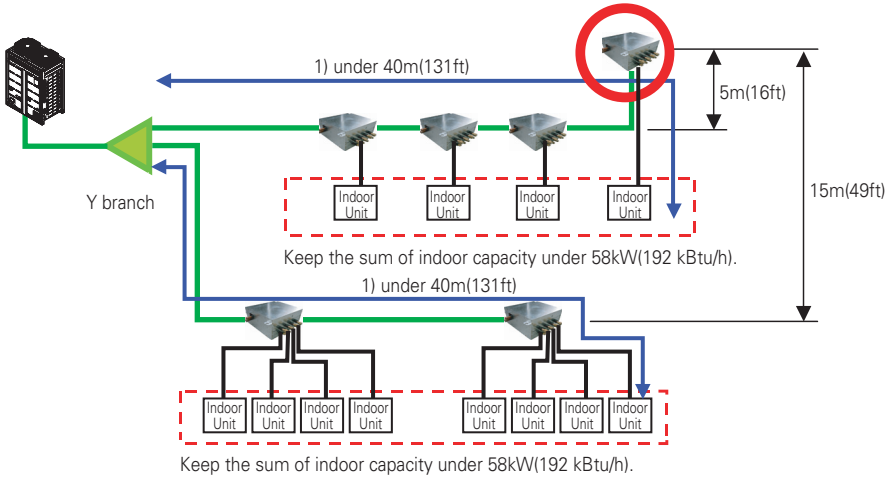 1) under 40m(131ft)
5m(16ft)
15m(49ft)
Y branch
Indoor
Unit
Indoor
Unit
Indoor
Unit
Indoor
Unit
Keep the sum of indoor capacity under 58kW(192 kBtu/h).
1) under 40m(131ft)
Indoor
Unit
Indoor
Unit
Indoor
Unit
Indoor
Unit
Indoor
Unit
Indoor
Unit
Indoor
Unit
Indoor
Unit
Keep the sum of indoor capacity under 58kW(192 kBtu/h).